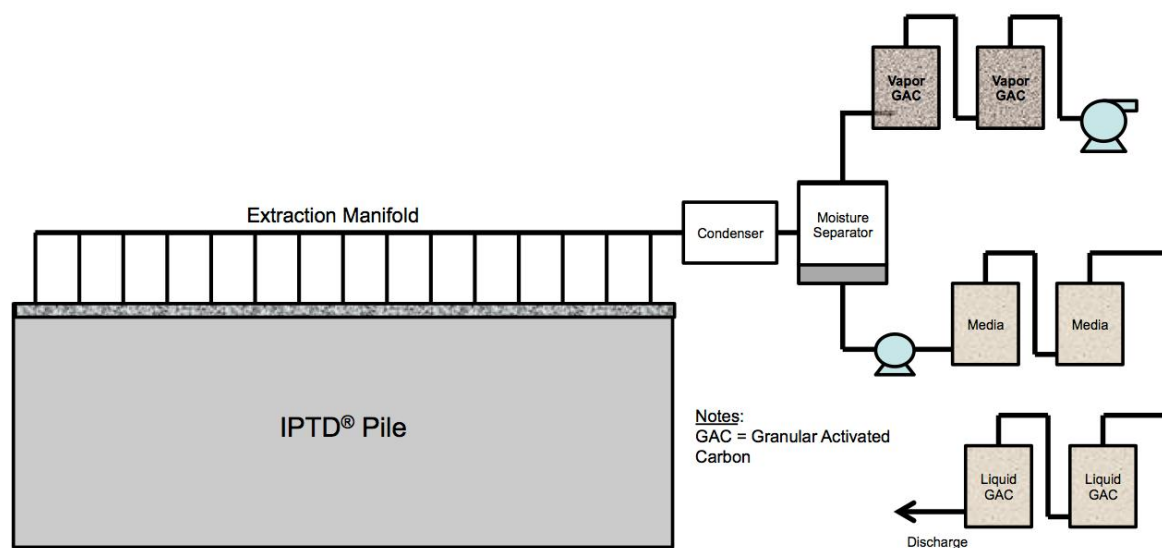 Vapor
GAC
Vapor
GAC
Extraction Manifold
Condenser
Moisture
Separator
Media
Media
IPTD® Pile
Notes:
GAC = Granular Activated
Carbon
Liquid
GAC
Liquid
GAC
Discharge